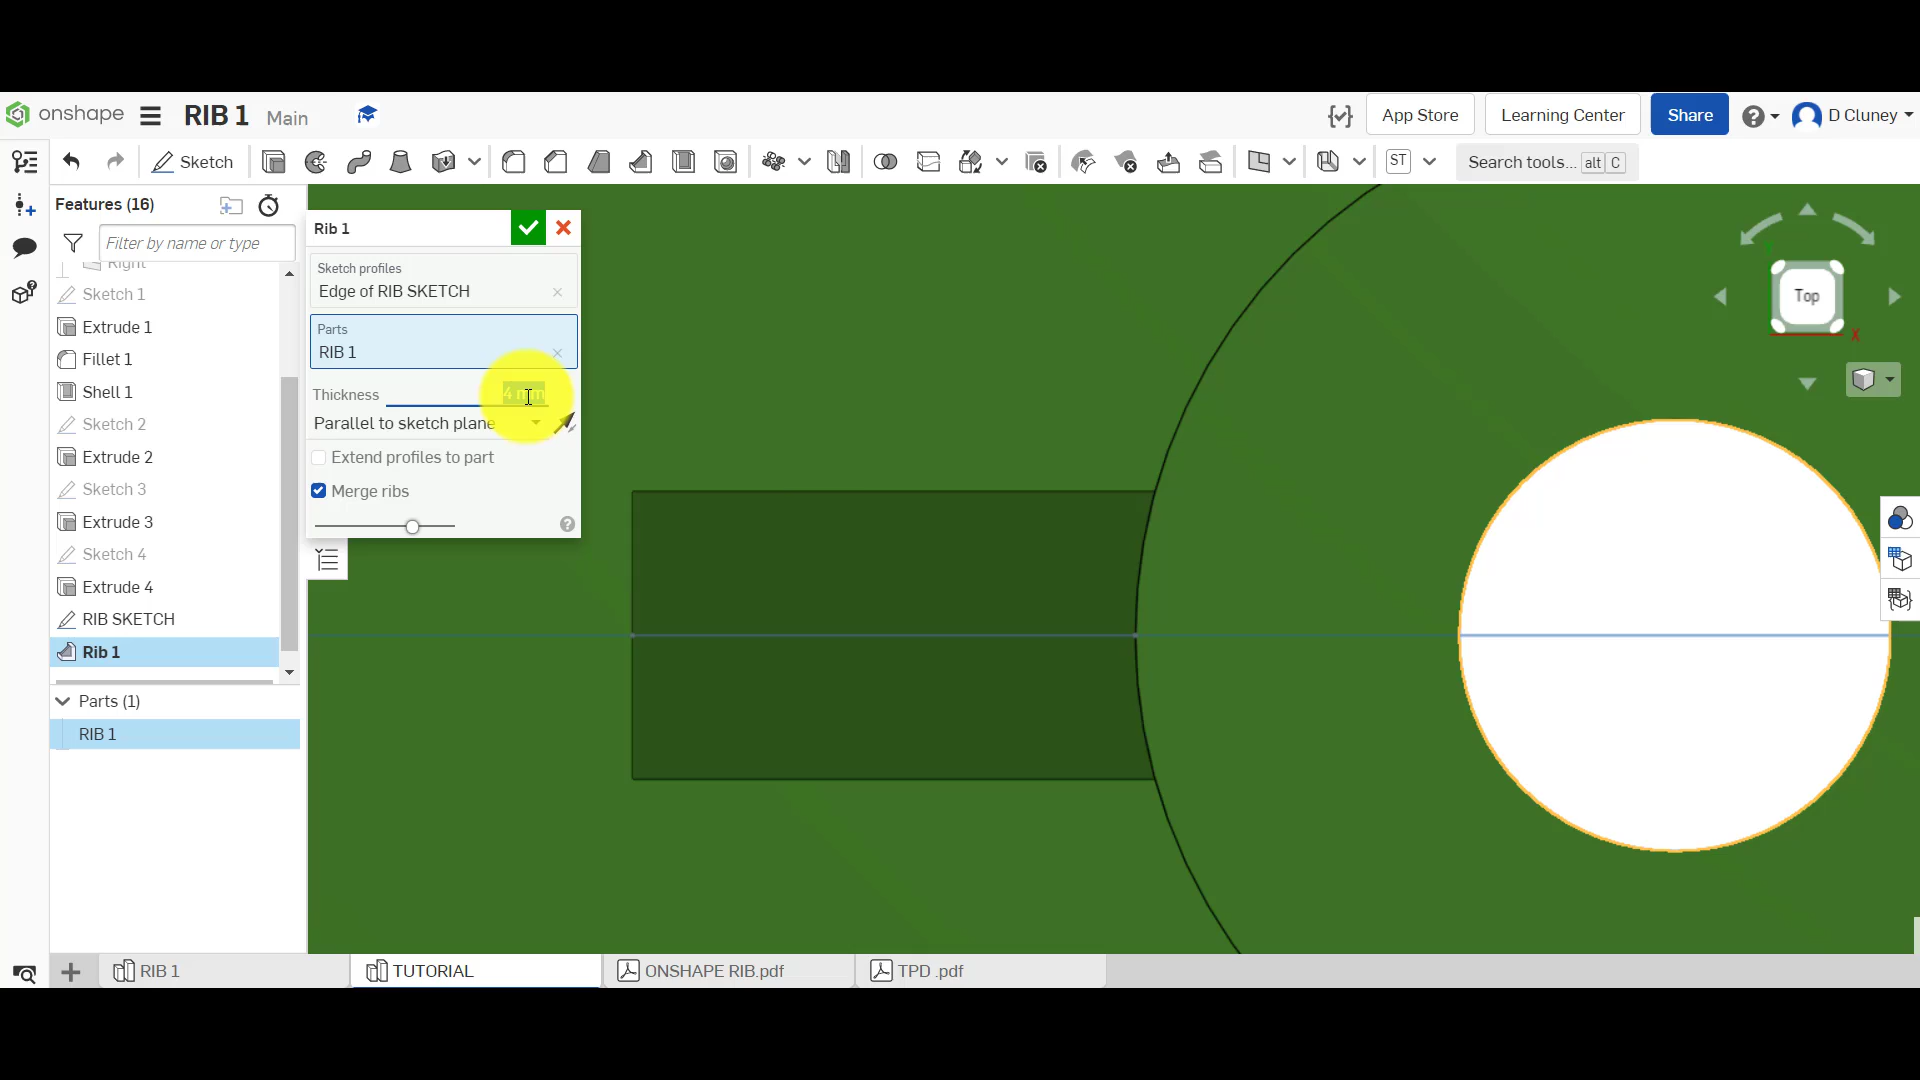 onshape RIB 1 Main App Store Learning Center Share ? D Cluney
Sketch ST Search tools... alt C
Features (16)
Filter by name or type
Right
Sketch 1
Extrude 1
Fillet 1
Shell 1
Sketch 2
Extrude 2
Sketch 3
Extrude 3
Sketch 4
Extrude 4
RIB SKETCH
Rib 1
Parts (1)
RIB 1
Rib 1
Sketch profiles
Edge of RIB SKETCH
Parts
RIB 1
Thickness 4 mm
Parallel to sketch plane
Extend profiles to part
Merge ribs
?
Top
X
RIB 1 TUTORIAL ONSHAPE RIB.pdf TPD .pdf